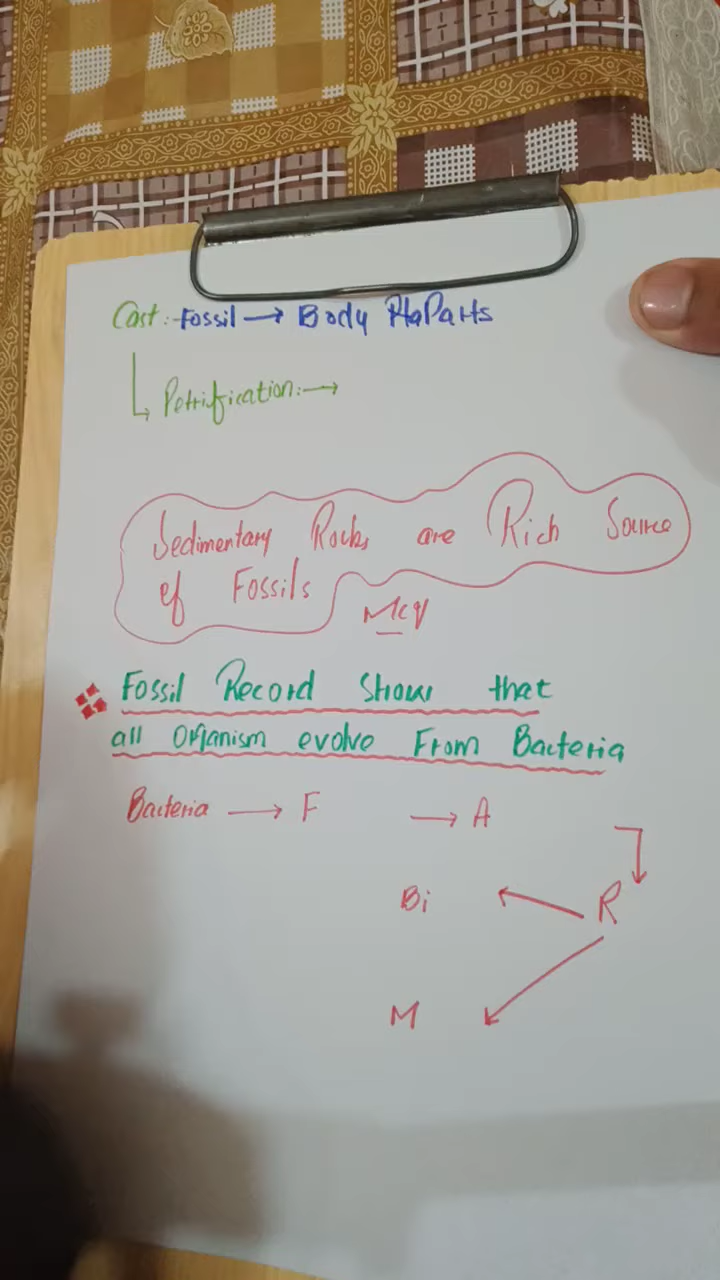 Cast :- Fossil → Body Parts
↳ Petrification :- →
Sedimentary Rocks are Rich Source
of Fossils
Mcq
Fossil Record Show that
all Organism evolve From Bacteria
Bacteria → F → A
Bi ← R
M